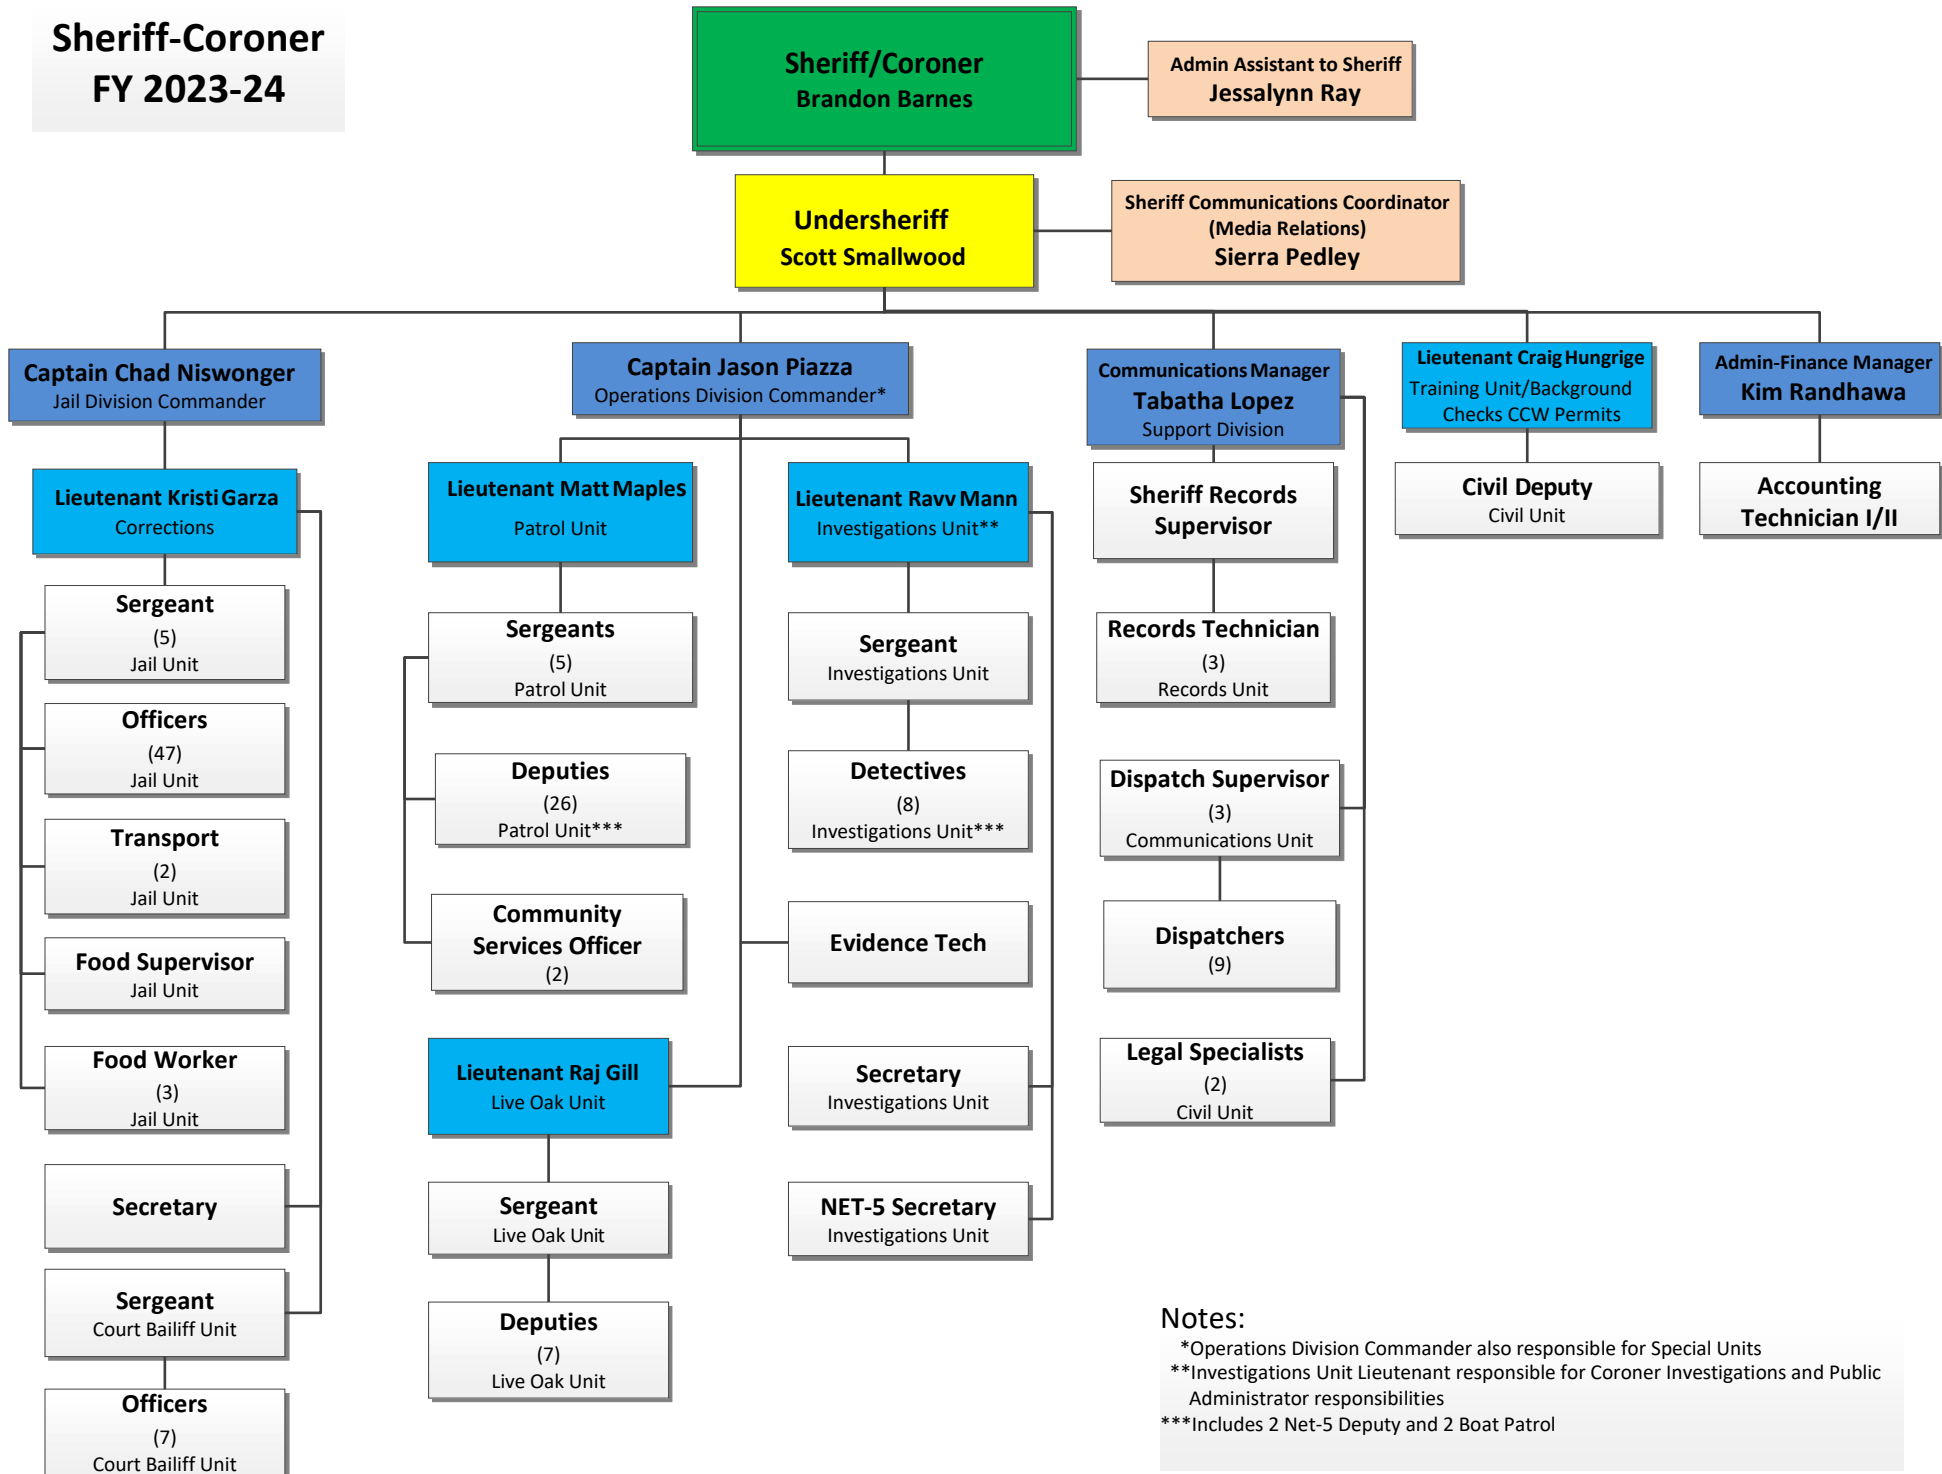 Sheriff-Coroner
FY 2023-24
Sheriff/Coroner
Brandon Barnes
Admin Assistant to Sheriff
Jessalynn Ray
Undersheriff
Scott Smallwood
Sheriff Communications Coordinator
(Media Relations)
Sierra Pedley
Captain Chad Niswonger
Jail Division Commander
Captain Jason Piazza
Operations Division Commander*
Communications Manager
Tabatha Lopez
Support Division
Lieutenant Craig Hungrige
Training Unit/Background
Checks CCW Permits
Admin-Finance Manager
Kim Randhawa
Lieutenant Kristi Garza
Corrections
Lieutenant Matt Maples
Patrol Unit
Lieutenant Ravv Mann
Investigations Unit**
Sheriff Records
Supervisor
Civil Deputy
Civil Unit
Accounting
Technician I/II
Sergeant
(5)
Jail Unit
Sergeants
(5)
Patrol Unit
Sergeant
Investigations Unit
Records Technician
(3)
Records Unit
Officers
(47)
Jail Unit
Deputies
(26)
Patrol Unit***
Detectives
(8)
Investigations Unit***
Dispatch Supervisor
(3)
Communications Unit
Transport
(2)
Jail Unit
Community
Services Officer
(2)
Evidence Tech
Dispatchers
(9)
Food Supervisor
Jail Unit
Food Worker
(3)
Jail Unit
Lieutenant Raj Gill
Live Oak Unit
Secretary
Investigations Unit
Legal Specialists
(2)
Civil Unit
Secretary
Sergeant
Live Oak Unit
NET-5 Secretary
Investigations Unit
Sergeant
Court Bailiff Unit
Deputies
(7)
Live Oak Unit
Officers
(7)
Court Bailiff Unit
Notes:
*Operations Division Commander also responsible for Special Units
**Investigations Unit Lieutenant responsible for Coroner Investigations and Public
Administrator responsibilities
***Includes 2 Net-5 Deputy and 2 Boat Patrol